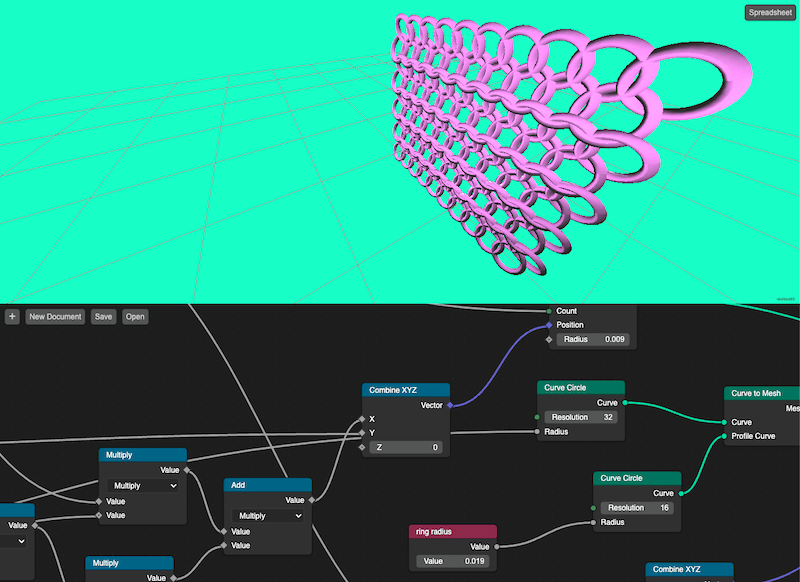 Spreadsheet
+ New Document Save Open
Count
Position
Radius 0.009
Combine XYZ
Vector
X
Y
Z 0
Curve Circle
Curve
Resolution 32
Radius
Curve to Mesh
Mes
Curve
Profile Curve
Multiply
Value
Multiply
Value
Value
Add
Value
Multiply
Value
Value
Curve Circle
Curve
Resolution 16
Radius
Value
ring radius
Value
Value 0.019
Multiply
Value
Combine XYZ